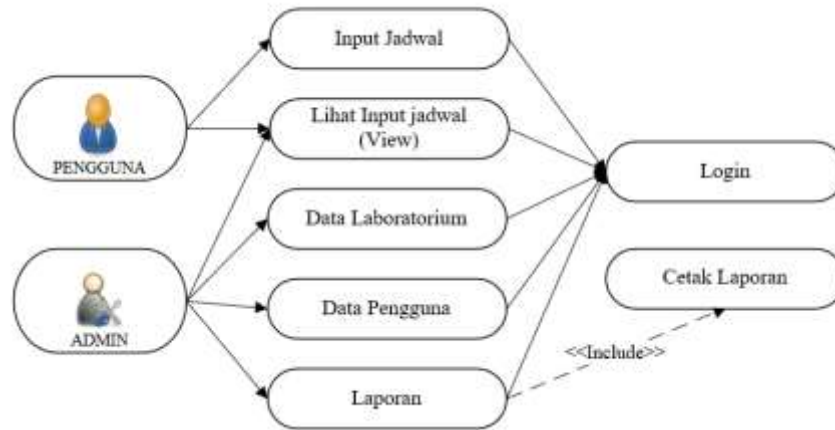 Input Jadwal
PENGGUNA
Lihat Input jadwal
(View)
Login
Data Laboratorium
Cetak Laporan
ADMIN
Data Pengguna
<<Include>>
Laporan